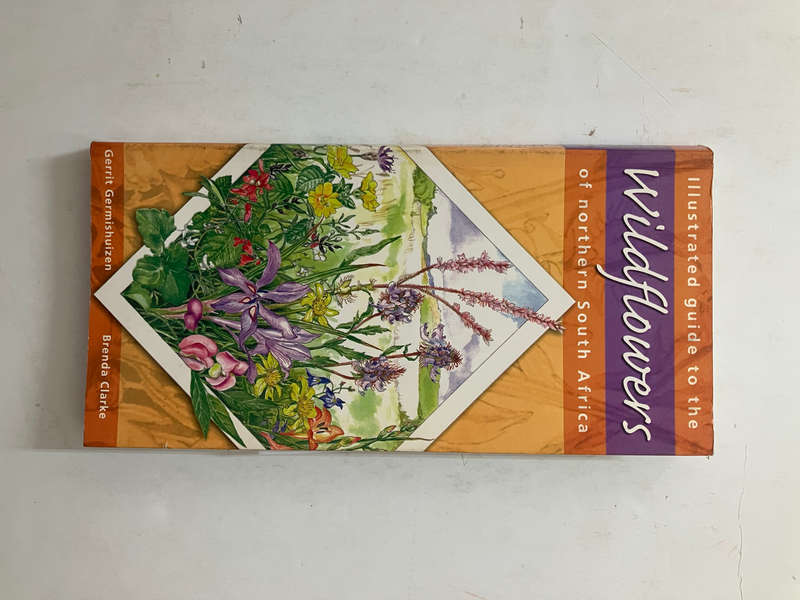 Illustrated guide to the
Wildflowers
of northern South Africa
Gerrit Germishuizen Brenda Clarke